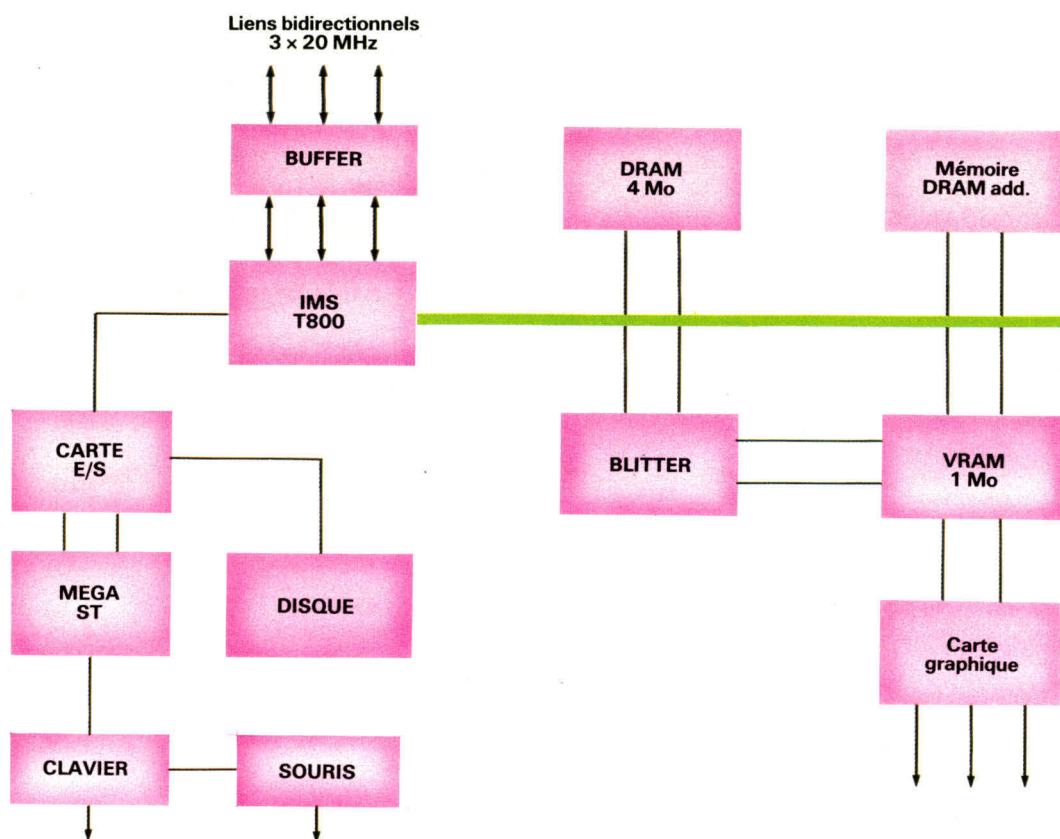 Liens bidirectionnels
3 × 20 MHz
BUFFER
DRAM
4 Mo
Mémoire
DRAM add.
IMS
T800
CARTE
E/S
BLITTER
VRAM
1 Mo
MEGA
ST
DISQUE
Carte
graphique
CLAVIER
SOURIS